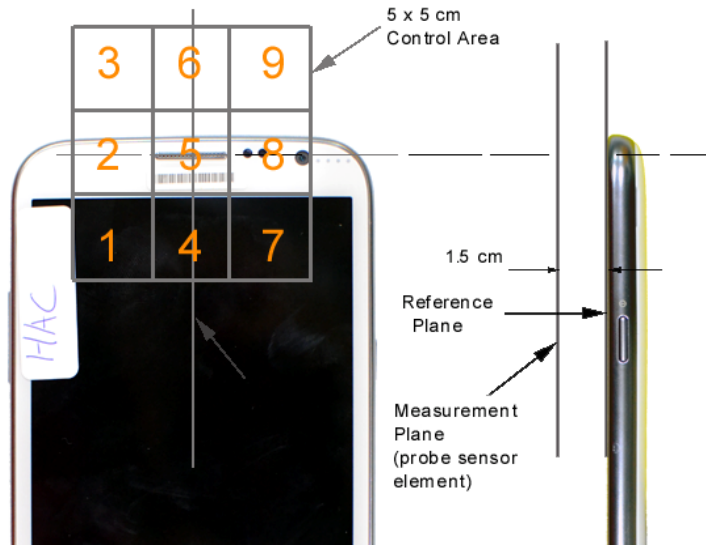 5 x 5 cm
Control Area
3 6 9
2 5 8
1 4 7
HAC
1.5 cm
Reference
Plane
Measurement
Plane
(probe sensor
element)